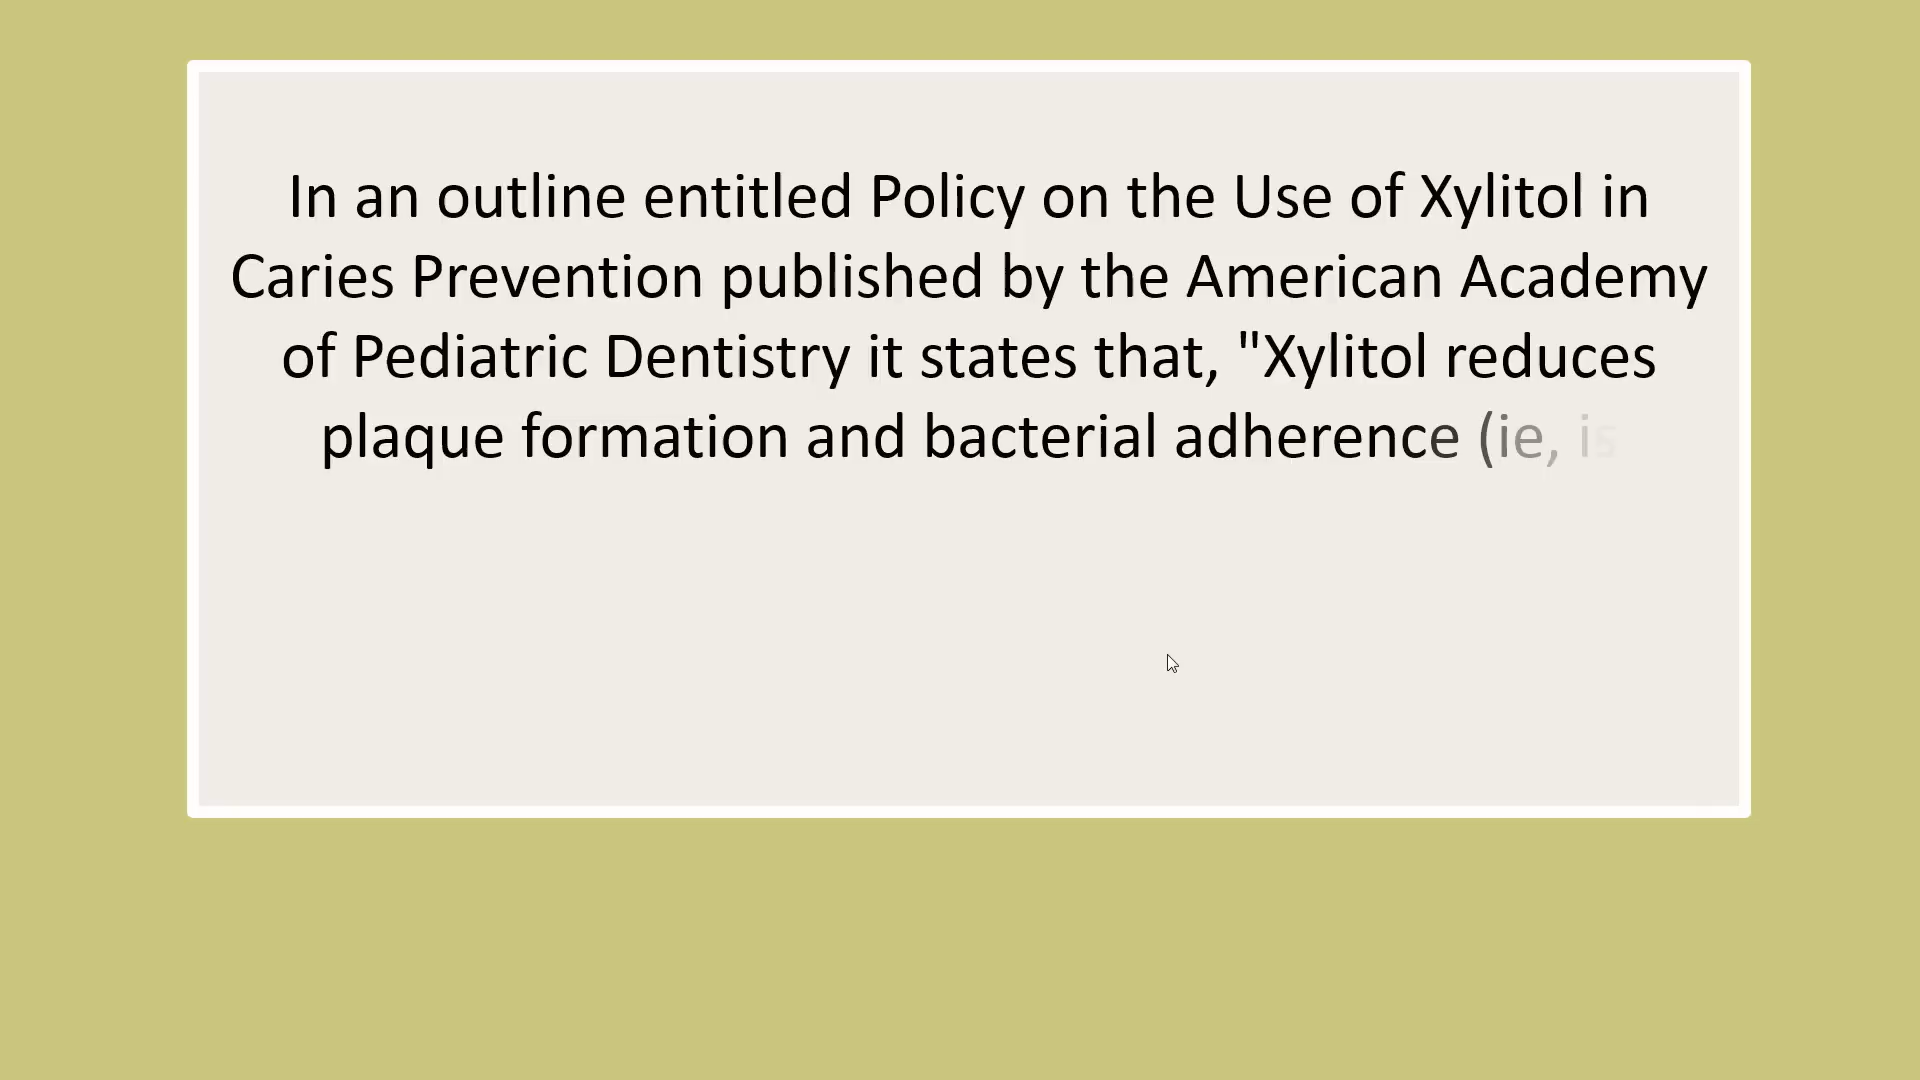 In an outline entitled Policy on the Use of Xylitol in
Caries Prevention published by the American Academy
of Pediatric Dentistry it states that, "Xylitol reduces
plaque formation and bacterial adherence (ie, is